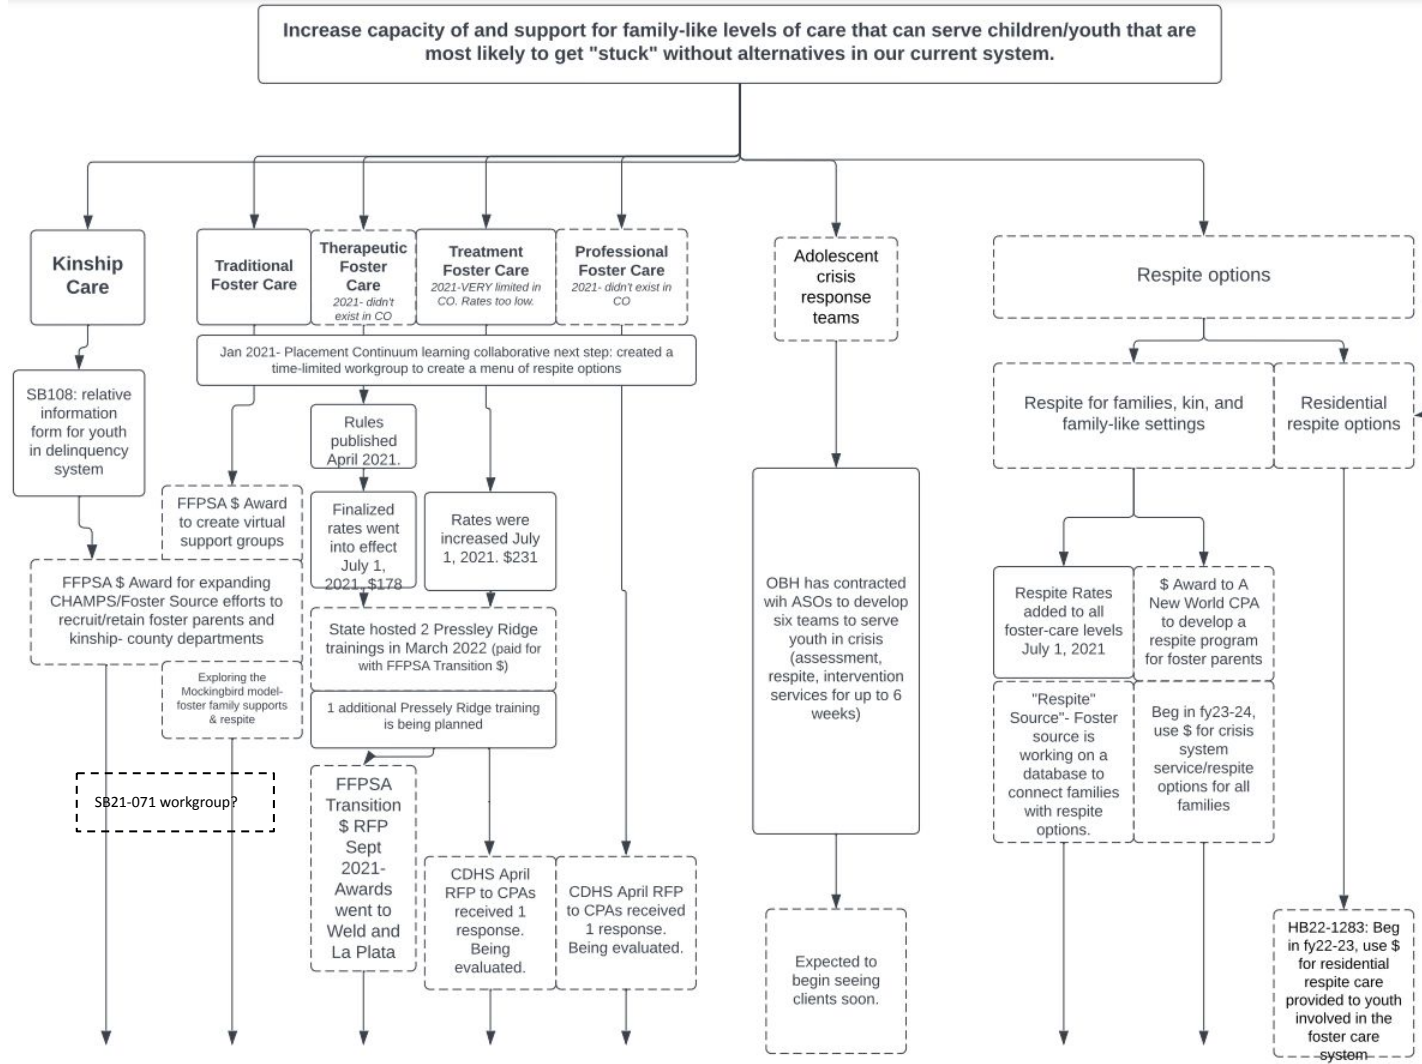 Increase capacity of and support for family-like levels of care that can serve children/youth that are
most likely to get "stuck" without alternatives in our current system.
Kinship
Care
Traditional
Foster Care
Therapeutic
Foster
Care
2021- didn't
exist in CO
Treatment
Foster Care
2021-VERY limited in
CO. Rates too low.
Professional
Foster Care
2021- didn't exist in
CO
Adolescent
crisis
response
teams
Respite options
Jan 2021- Placement Continuum learning collaborative next step: created a
time-limited workgroup to create a menu of respite options
SB108: relative
information
form for youth
in delinquency
system
Rules
published
April 2021.
Respite for families, kin, and
family-like settings
Residential
respite options
FFPSA $ Award
to create virtual
support groups
Finalized
rates went
into effect
July 1,
2021. $178
Rates were
increased July
1, 2021. $231
FFPSA $ Award for expanding
CHAMPS/Foster Source efforts to
recruit/retain foster parents and
kinship- county departments
State hosted 2 Pressley Ridge
trainings in March 2022 (paid for
with FFPSA Transition $)
OBH has contracted
wih ASOs to develop
six teams to serve
youth in crisis
(assessment,
respite, intervention
services for up to 6
weeks)
Respite Rates
added to all
foster-care levels
July 1, 2021
$ Award to A
New World CPA
to develop a
respite program
for foster parents
Exploring the
Mockingbird model-
foster family supports
& respite
1 additional Pressely Ridge training
is being planned
"Respite"
Source"- Foster
source is
working on a
database to
connect families
with respite
options.
Beg in fy23-24,
use $ for crisis
system
service/respite
options for all
families
SB21-071 workgroup?
FFPSA
Transition
$ RFP
Sept
2021-
Awards
went to
Weld and
La Plata
CDHS April
RFP to CPAs
received 1
response.
Being
evaluated.
CDHS April RFP
to CPAs received
1 response.
Being evaluated.
Expected to
begin seeing
clients soon.
HB22-1283: Beg
in fy22-23, use $
for residential
respite care
provided to youth
involved in the
foster care
system